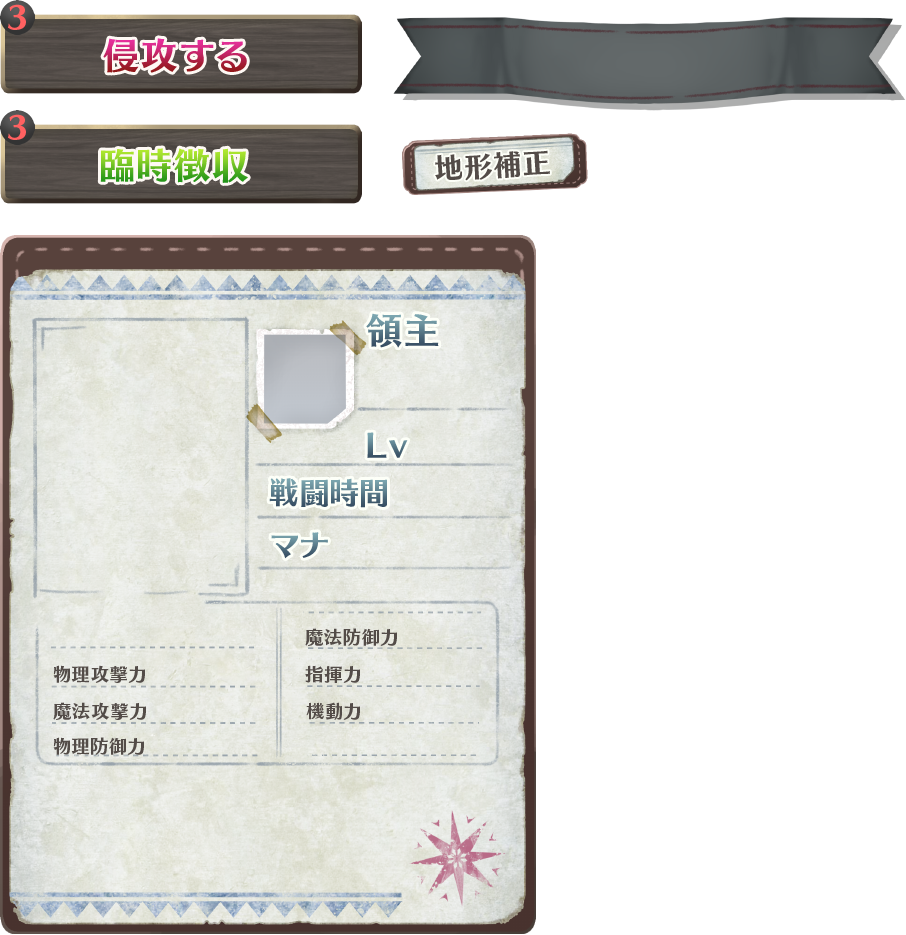 3
侵攻する
3
臨時徴収
地形補正
領主
Lv
戦闘時間
マナ
物理攻撃力
魔法攻撃力
物理防御力
魔法防御力
指揮力
機動力